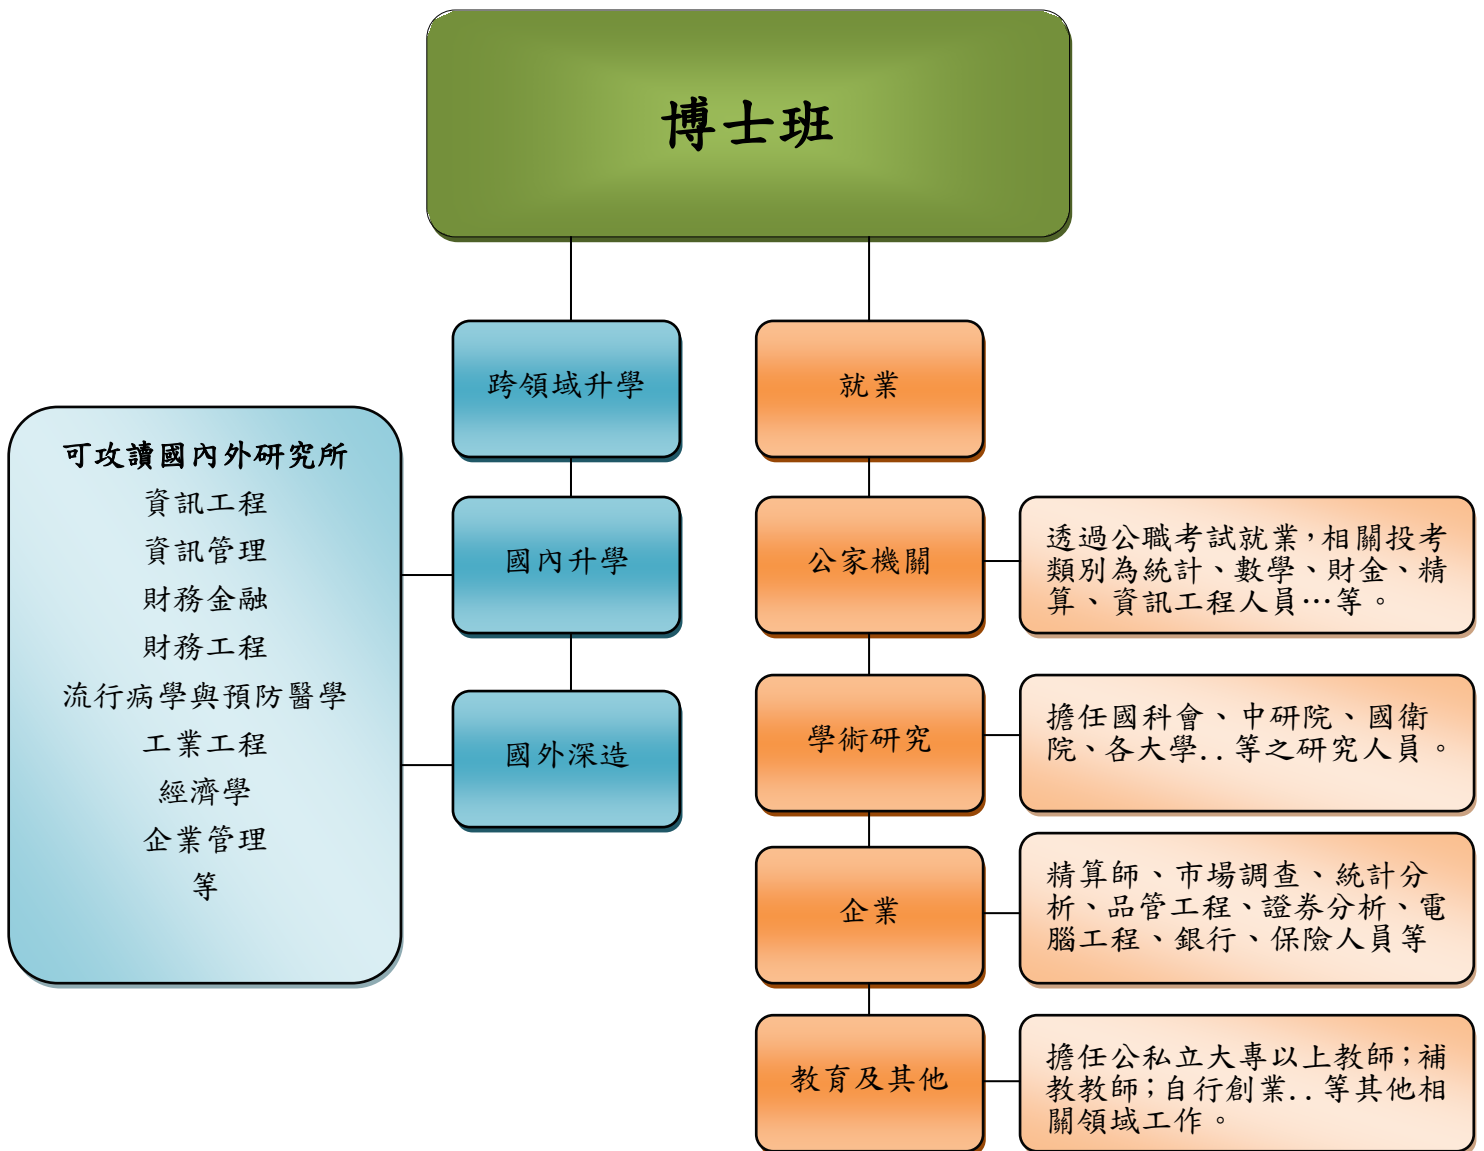 博士班
跨領域升學
就業
可攻讀國內外研究所
資訊工程
資訊管理
財務金融
財務工程
流行病學與預防醫學
工業工程
經濟學
企業管理
等
國內升學
國外深造
公家機關
透過公職考試就業，相關投考
類別為統計、數學、財金、精
算、資訊工程人員…等。
學術研究
擔任國科會、中研院、國衛
院、各大學..等之研究人員。
企業
精算師、市場調查、統計分
析、品管工程、證券分析、電
腦工程、銀行、保險人員等
教育及其他
擔任公私立大專以上教師；補
教教師；自行創業..等其他相
關領域工作。